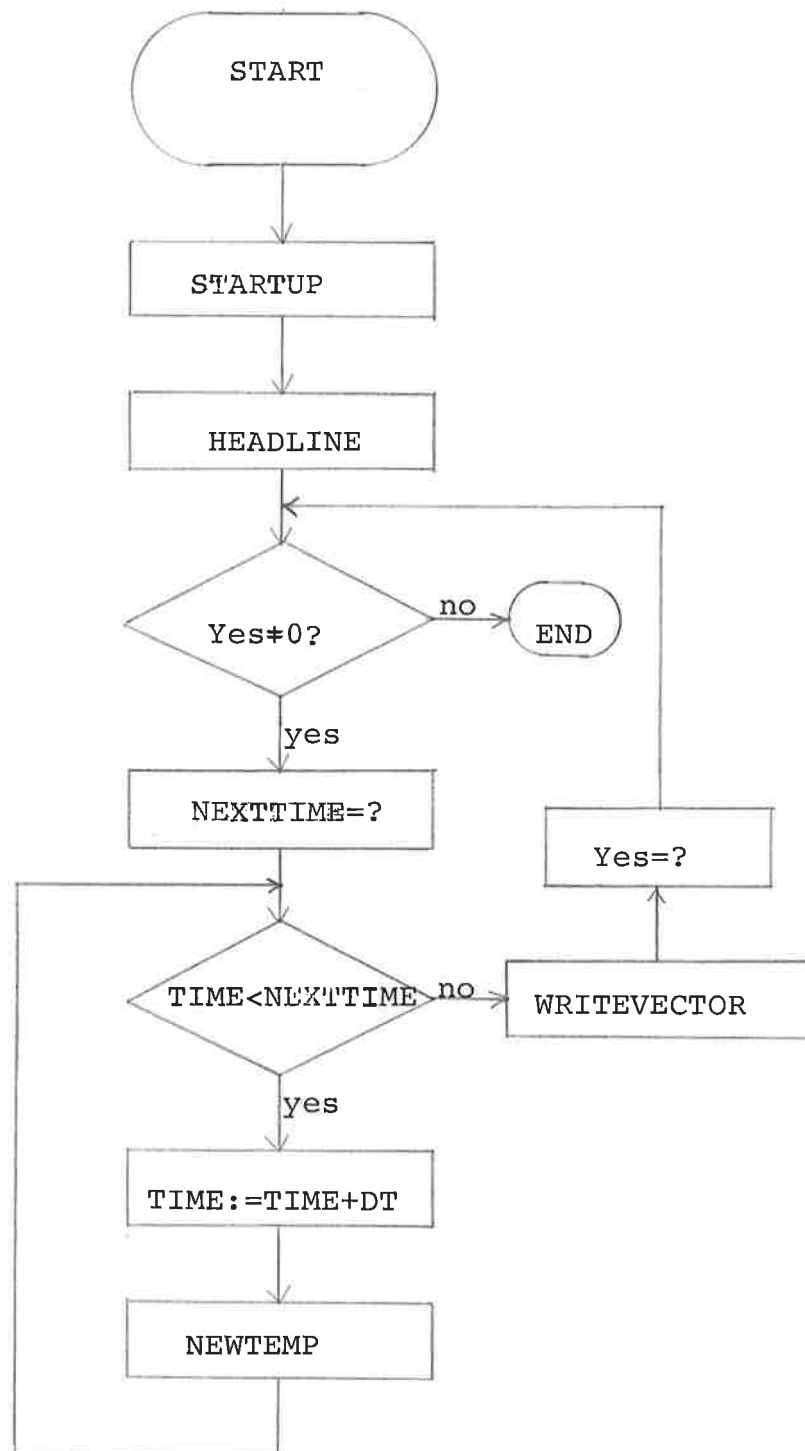 START
STARTUP
HEADLINE
Yes≠0?
no
END
yes
NEXTTIME=?
Yes=?
TIME<NEXTTIME
no
WRITEVECTOR
yes
TIME:=TIME+DT
NEWTEMP